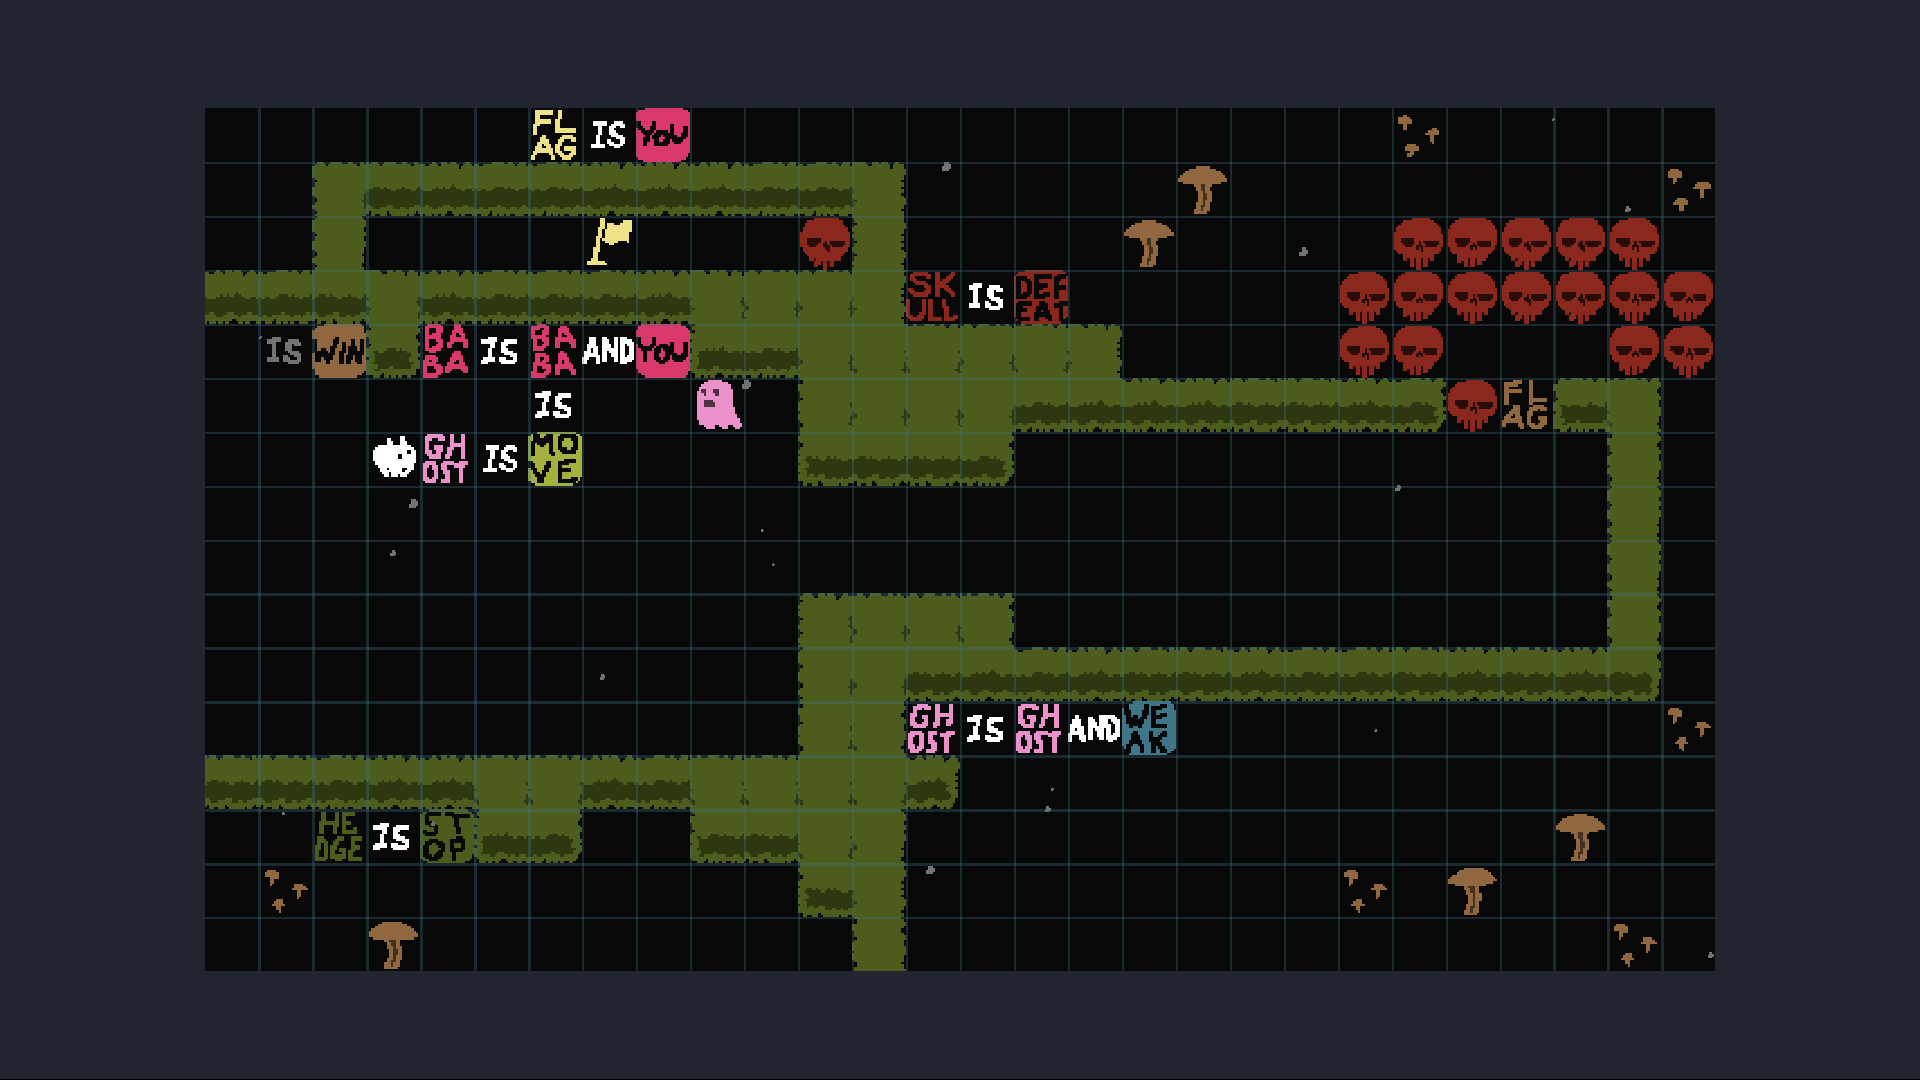 FLAG IS YOU
SKULL IS DEFEAT
IS WIN BABA IS BABA AND YOU
IS
FLAG
GHOST IS MOVE
GHOST IS GHOST AND WEAK
HEDGE IS STOP